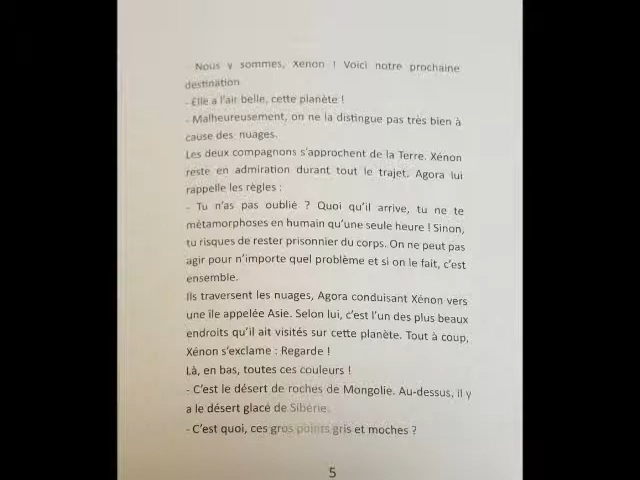 - Nous y sommes, Xenon ! Voici notre prochaine
destination
- Elle a l'air belle, cette planète !
- Malheureusement, on ne la distingue pas très bien à
cause des nuages.
Les deux compagnons s'approchent de la Terre. Xénon
reste en admiration durant tout le trajet. Agora lui
rappelle les règles :
- Tu n'as pas oublié ? Quoi qu'il arrive, tu ne te
métamorphoses en humain qu'une seule heure ! Sinon,
tu risques de rester prisonnier du corps. On ne peut pas
agir pour n'importe quel problème et si on le fait, c'est
ensemble.
Ils traversent les nuages, Agora conduisant Xénon vers
une île appelée Asie. Selon lui, c'est l'un des plus beaux
endroits qu'il ait visités sur cette planète. Tout à coup,
Xénon s'exclame : Regarde !
Là, en bas, toutes ces couleurs !
- C'est le désert de roches de Mongolie. Au-dessus, il y
a le désert glacé de Sibérie.
- C'est quoi, ces gros points gris et moches ?
5